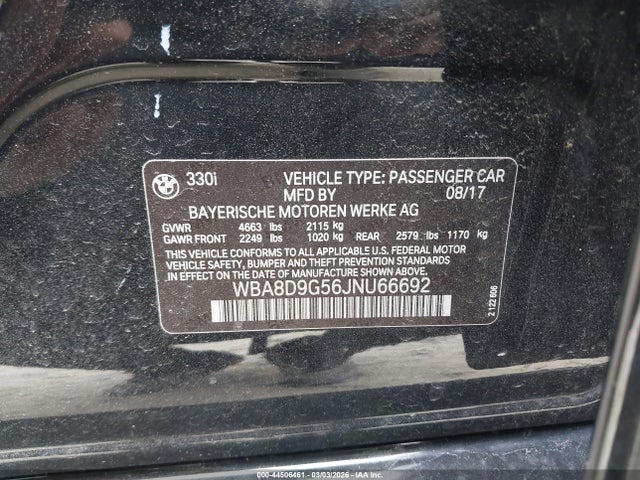 330i VEHICLE TYPE: PASSENGER CAR
MFD BY 08/17
BAYERISCHE MOTOREN WERKE AG
GVWR 4663 lbs 2115 kg
GAWR FRONT 2249 lbs 1020 kg REAR 2579 lbs 1170 kg
THIS VEHICLE CONFORMS TO ALL APPLICABLE U.S. FEDERAL MOTOR
VEHICLE SAFETY, BUMPER AND THEFT PREVENTION STANDARDS IN
EFFECT ON THE DATE OF MANUFACTURE SHOWN ABOVE.
WBA8D9G56JNU66692
2 122 606
000-44506461 - 03/03/2026 - IAA Inc.